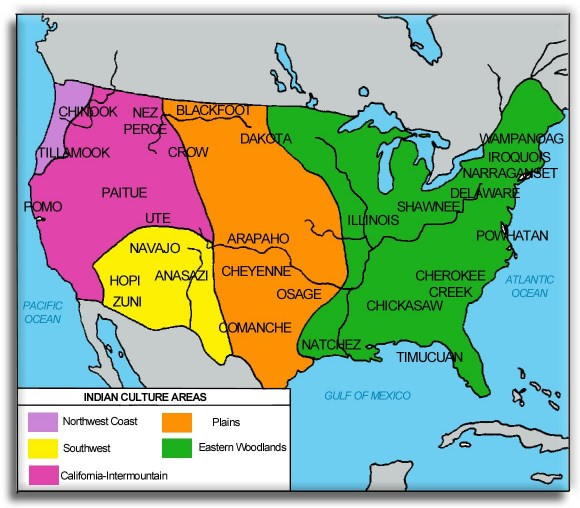 CHINOOK
NEZ
PERCE
BLACKFOOT
DAKOTA
WAMPANOAG
TILLAMOOK
CROW
IROQUOIS
NARRAGANSET
PAITUE
DELAWARE
POMO
UTE
ILLINOIS
SHAWNEE
POWHATAN
NAVAJO
ARAPAHO
HOPI
ANASAZI
CHEYENNE
CHEROKEE
ATLANTIC
OCEAN
ZUNI
OSAGE
CREEK
PACIFIC
OCEAN
CHICKASAW
COMANCHE
NATCHEZ
TIMUCUAN
GULF OF MEXICO
INDIAN CULTURE AREAS
Northwest Coast
Plains
Southwest
Eastern Woodlands
California-Intermountain